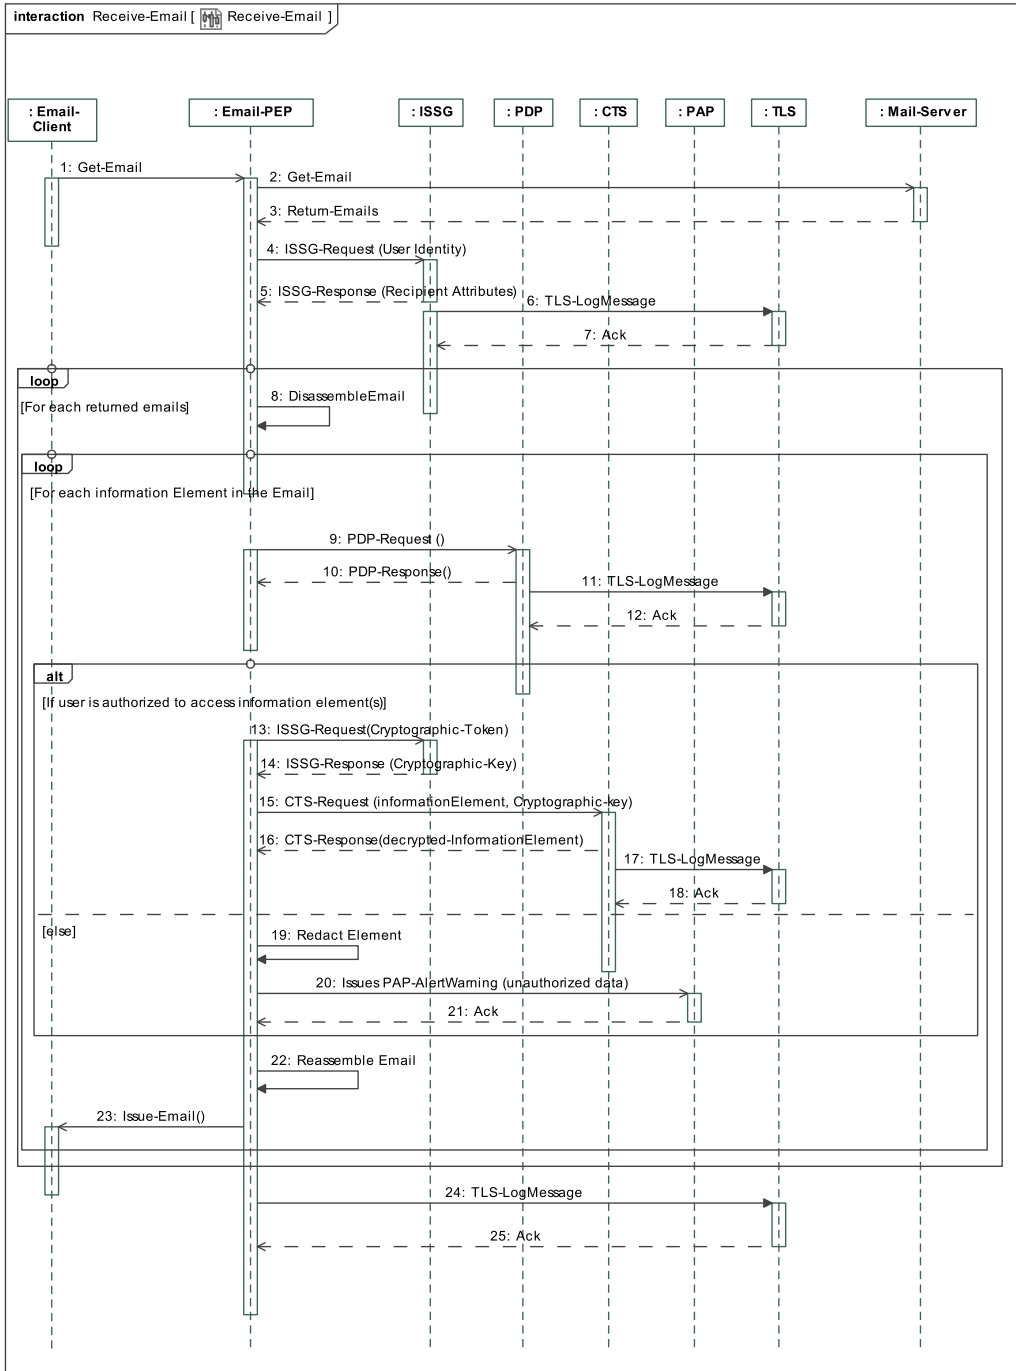 interaction Receive-Email [ Receive-Email ]
: Email-
Client
: Email-PEP
: ISSG
: PDP
: CTS
: PAP
: TLS
: Mail-Server
1: Get-Email
2: Get-Email
3: Return-Emails
4: ISSG-Request (User Identity)
5: ISSG-Response (Recipient Attributes)
6: TLS-LogMessage
7: Ack
loop
[For each returned emails]
8: DisassembleEmail
loop
[For each information Element in the Email]
9: PDP-Request ()
10: PDP-Response()
11: TLS-LogMessage
12: Ack
alt
[If user is authorized to access information element(s)]
13: ISSG-Request(Cryptographic-Token)
14: ISSG-Response (Cryptographic-Key)
15: CTS-Request (informationElement, Cryptographic-key)
16: CTS-Response(decrypted-InformationElement)
17: TLS-LogMessage
18: Ack
[else]
19: Redact Element
20: Issues PAP-AlertWarning (unauthorized data)
21: Ack
22: Reassemble Email
23: Issue-Email()
24: TLS-LogMessage
25: Ack